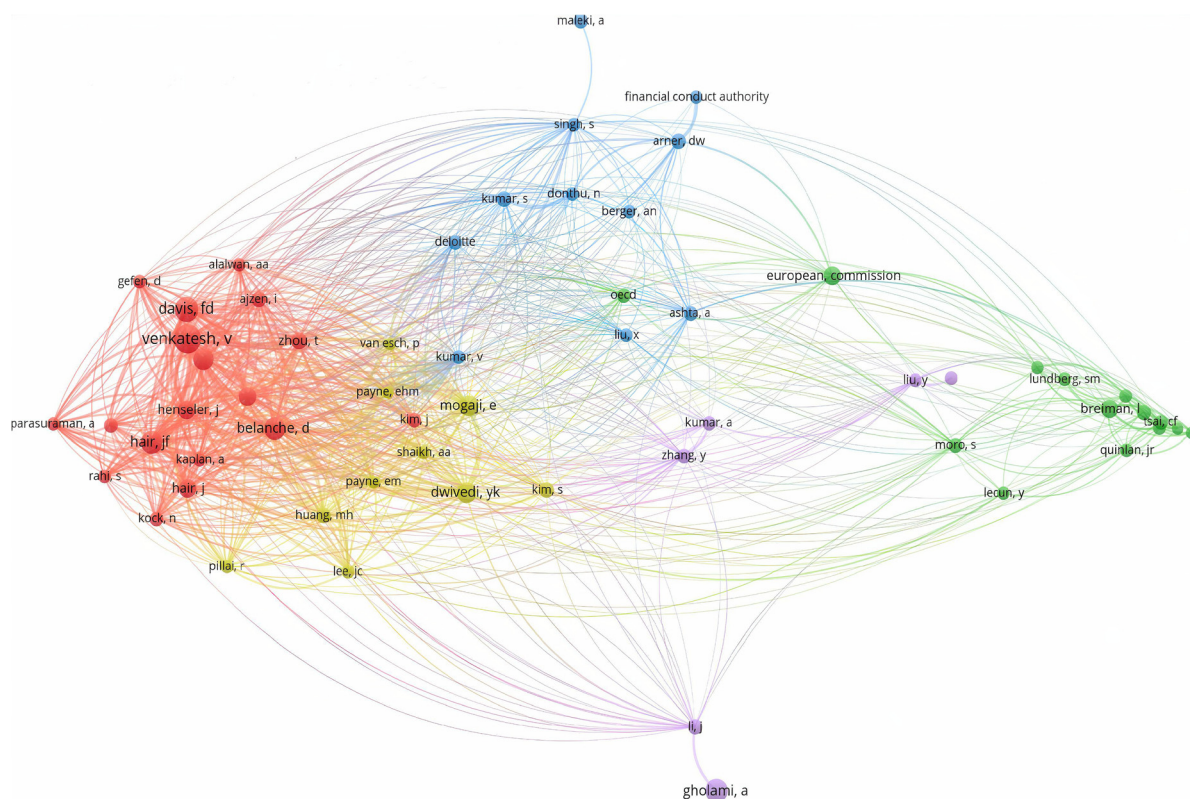 maleki, a
financial conduct authority
singh, s
arner, dw
donthu, n
kumar, s
berger, an
deloitte
alalwan, aa
european, commission
gefen, d
oecd
ajzen, i
davis, fd
ashta, a
liu, x
venkatesh, v
zhou, t
van esch, p
kumar, v
liu, y
lundberg, sm
payne, ehm
mogaji, e
henseler, j
breiman, l
kim, j
tsai, cf
parasuraman, a
kumar, a
belanche, d
hair, jf
moro, s
quinlan, jr
shaikh, aa
zhang, y
kaplan, a
rahi, s
payne, em
hair, j
dwivedi, yk
kim, s
lecun, y
huang, mh
kock, n
pillai, r
lee, jc
li, j
gholami, a